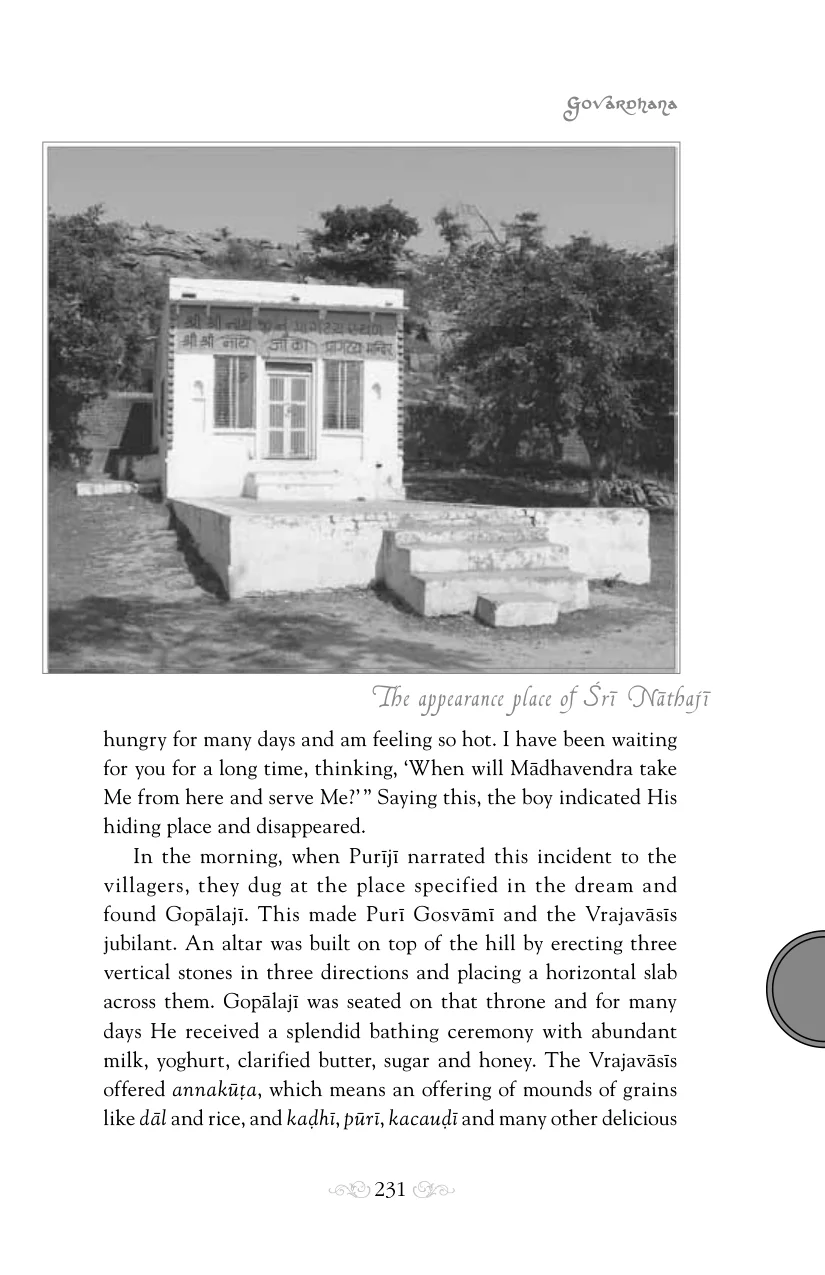 Govardhana
श्री श्री नाथ जी नुं प्रागटय स्थळ
श्री श्री नाथ जी का प्रागटय मन्दिर
The appearance place of Śrī Nāthajī
hungry for many days and am feeling so hot. I have been waiting
for you for a long time, thinking, ‘When will Mādhavendra take
Me from here and serve Me?’” Saying this, the boy indicated His
hiding place and disappeared.
In the morning, when Purījī narrated this incident to the
villagers, they dug at the place specified in the dream and
found Gopālajī. This made Purī Gosvāmī and the Vrajavāsīs
jubilant. An altar was built on top of the hill by erecting three
vertical stones in three directions and placing a horizontal slab
across them. Gopālajī was seated on that throne and for many
days He received a splendid bathing ceremony with abundant
milk, yoghurt, clarified butter, sugar and honey. The Vrajavāsīs
offered annakūṭa, which means an offering of mounds of grains
like dāl and rice, and kaḍhī, pūrī, kacauḍī and many other delicious
231